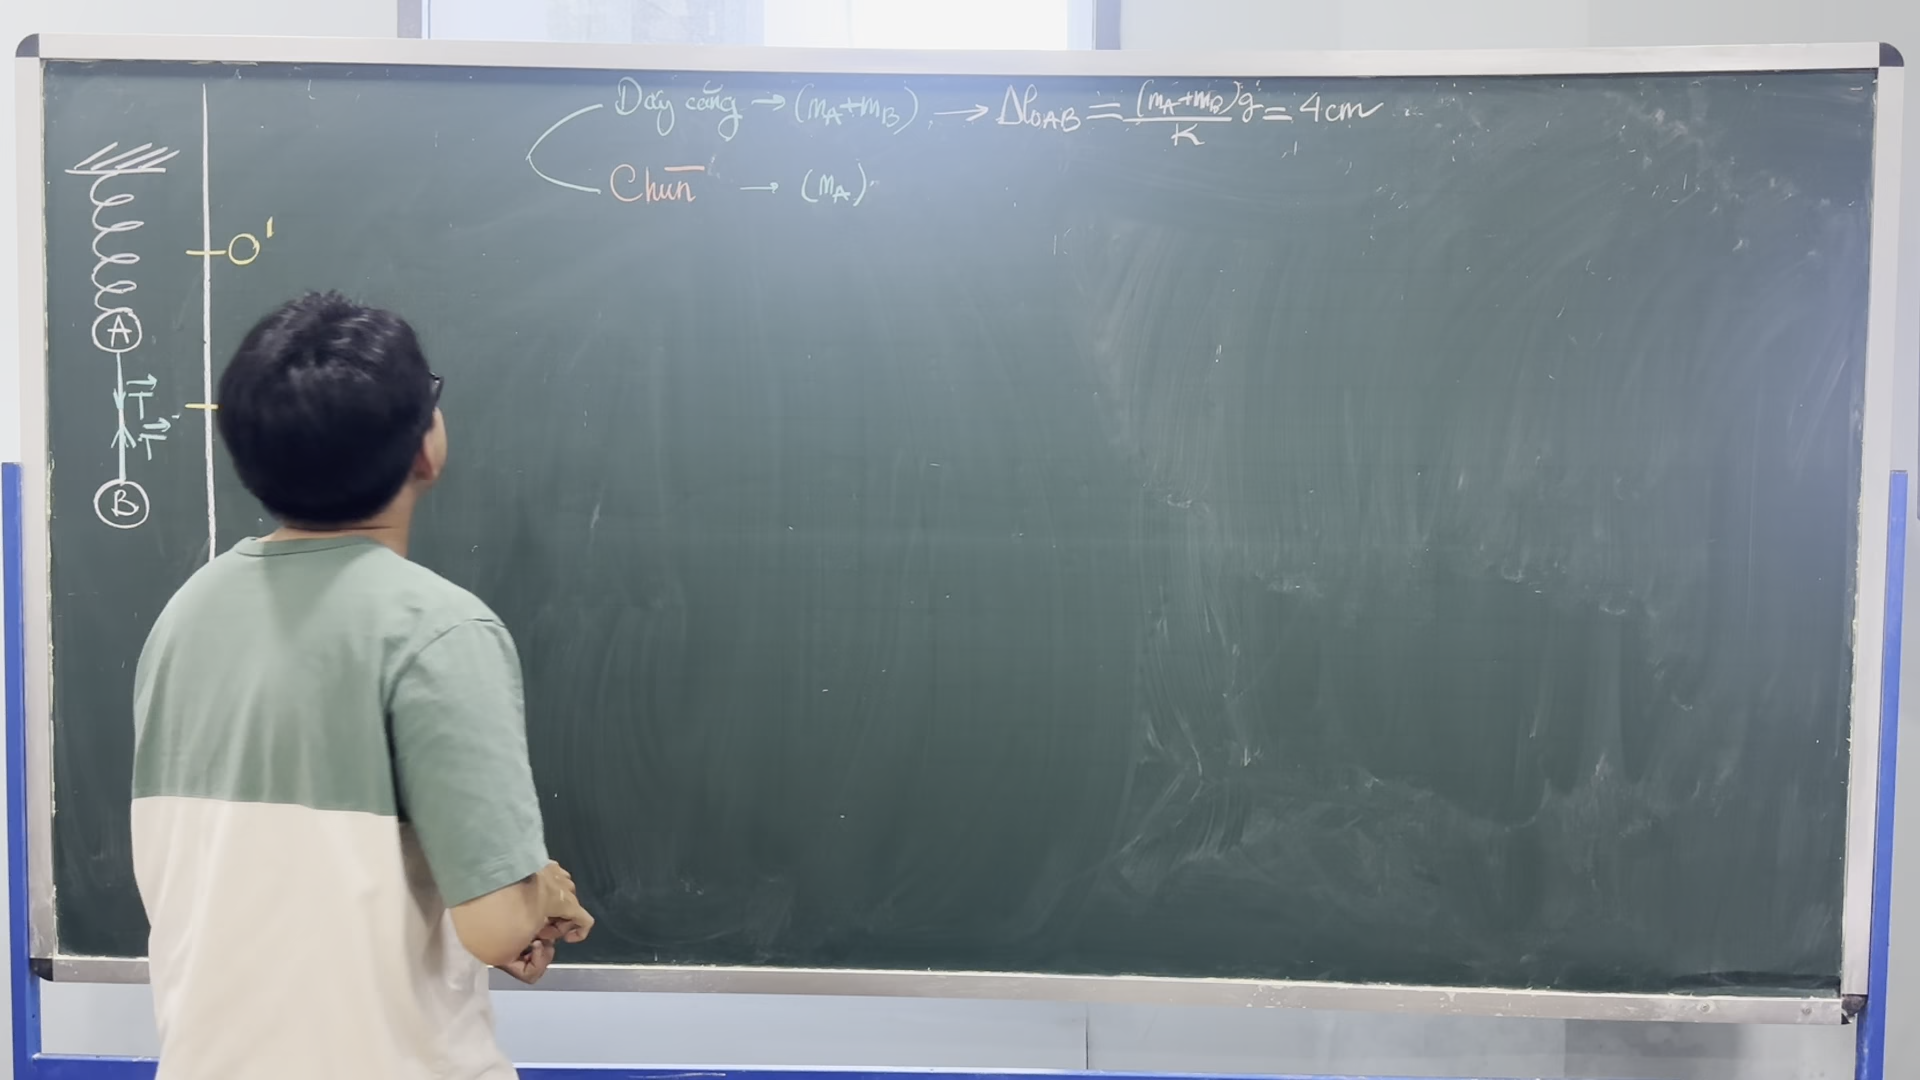 Dây căng → (mA+mB) → Δl0AB = (mA+mB)g/K = 4cm
Chùn → (mA)
O'
A
T
T
B